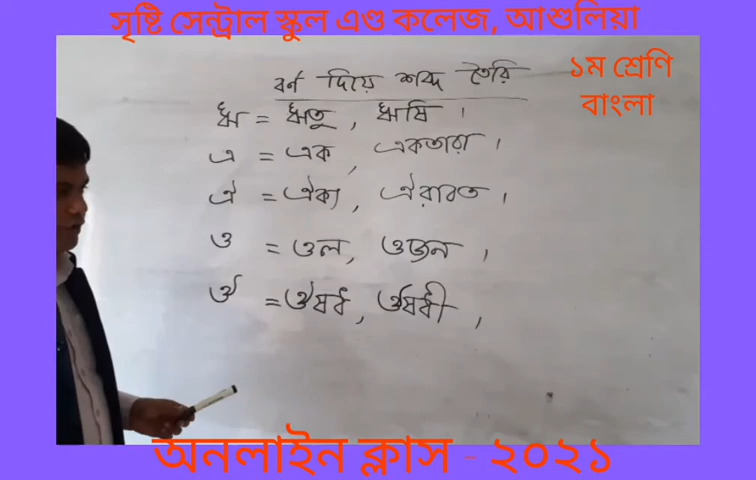 সৃষ্টি সেন্ট্রাল স্কুল এণ্ড কলেজ, আশুলিয়া
১ম শ্রেণি
বাংলা
বর্ণ দিয়ে শব্দ তৈরি
ঋ = ঋতু, ঋষি।
এ = এক, একতারা।
ঐ = ঐক্য, ঐরাবত।
ও = ওল, ওজন।
ঔ = ঔষধ, ঔষধী,
অনলাইন ক্লাস - ২০২১